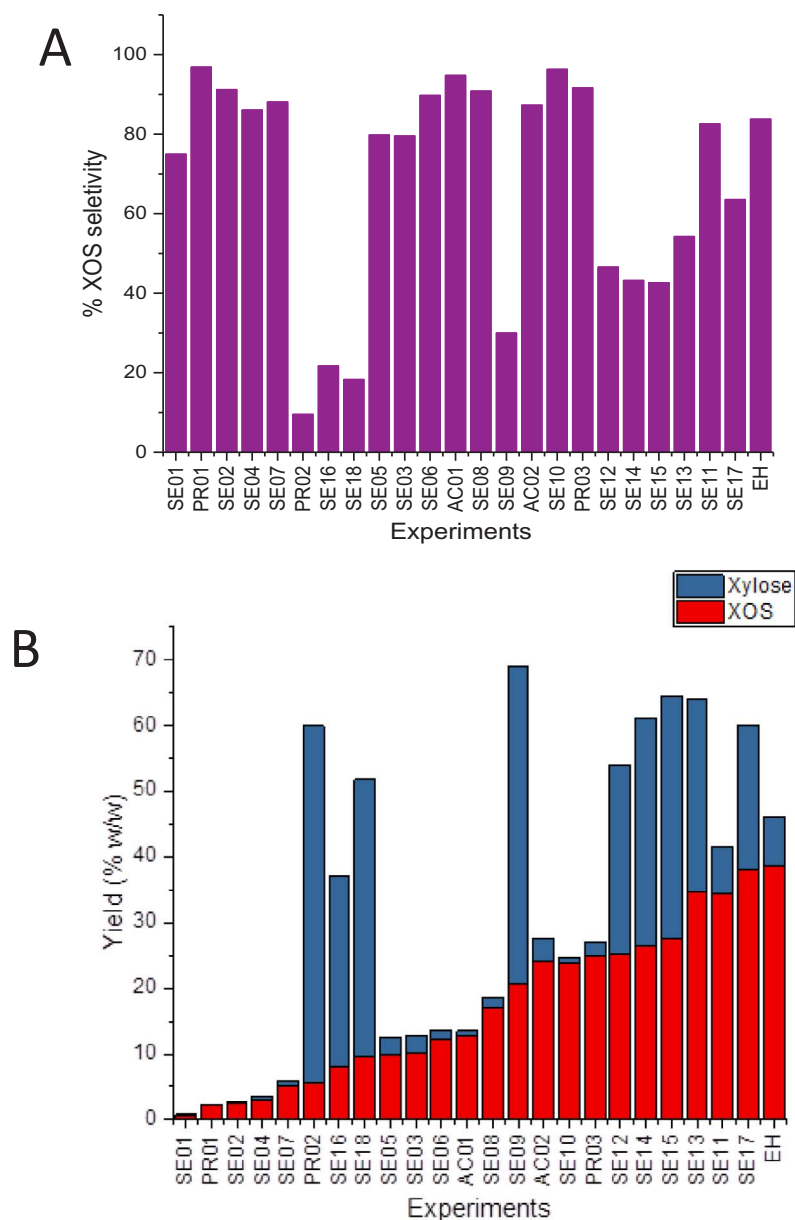 A
100
80
60
40
20
0
% XOS seletivity
SE01 PR01 SE02 SE04 SE07 PR02 SE16 SE18 SE05 SE03 SE06 AC01 SE08 SE09 AC02 SE10 PR03 SE12 SE14 SE15 SE13 SE11 SE17 EH
Experiments
Xylose
XOS
B
70
60
50
40
30
20
10
0
Yield (% w/w)
SE01 PR01 SE02 SE04 SE07 PR02 SE16 SE18 SE05 SE03 SE06 AC01 SE08 SE09 AC02 SE10 PR03 SE12 SE14 SE15 SE13 SE11 SE17 EH
Experiments